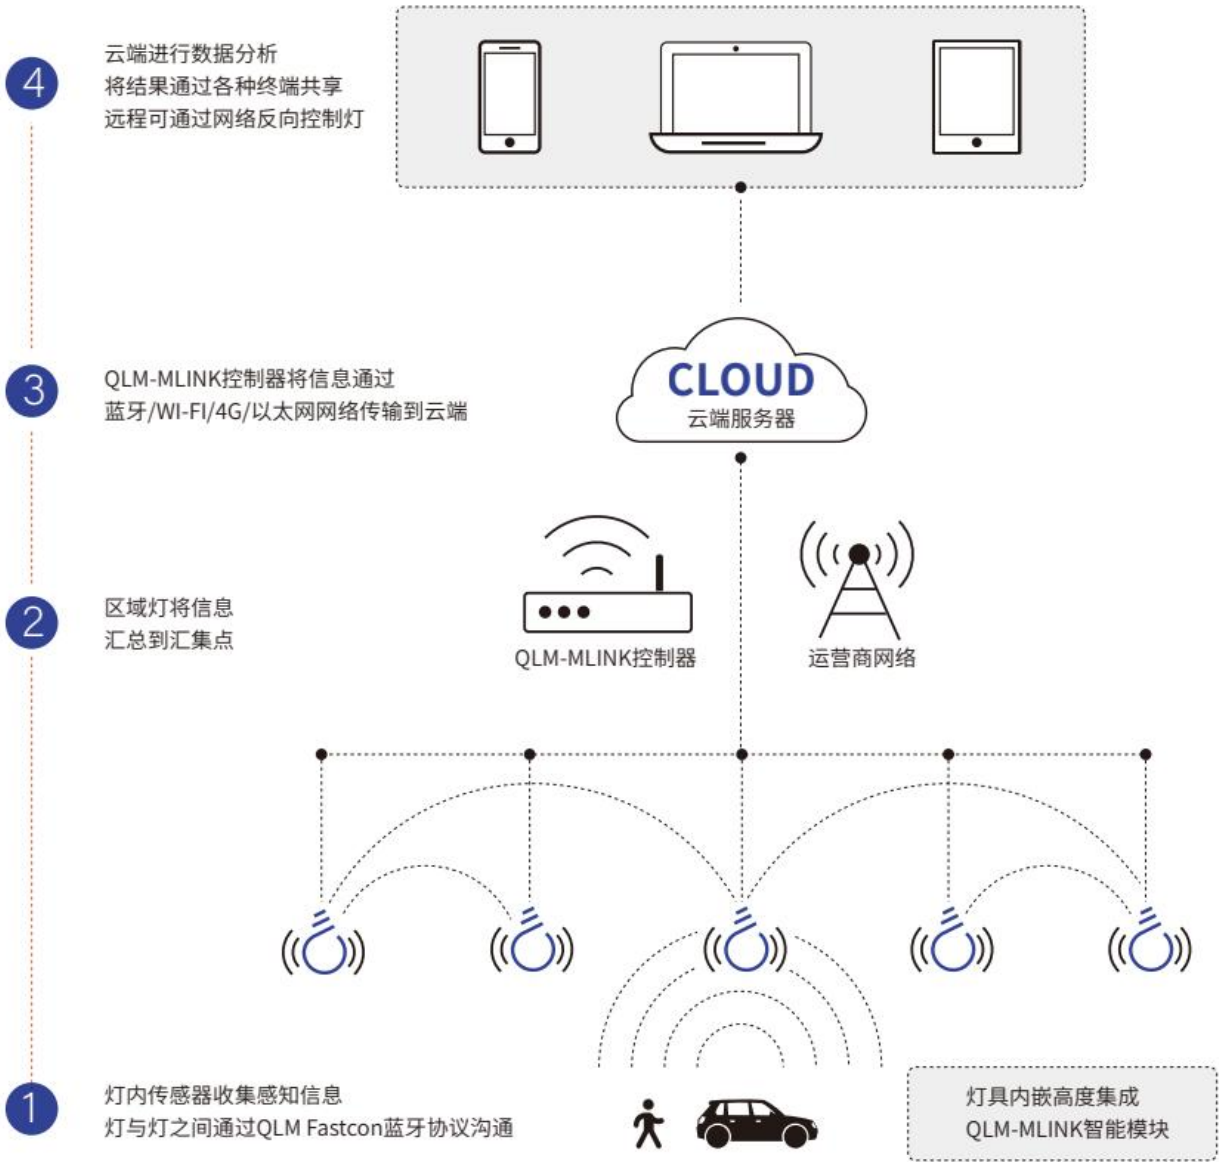 4
云端进行数据分析
将结果通过各种终端共享
远程可通过网络反向控制灯
3
QLM-MLINK控制器将信息通过
蓝牙/WI-FI/4G/以太网网络传输到云端
CLOUD
云端服务器
2
区域灯将信息
汇总到汇集点
QLM-MLINK控制器
运营商网络
1
灯内传感器收集感知信息
灯与灯之间通过QLM Fastcon蓝牙协议沟通
灯具内嵌高度集成
QLM-MLINK智能模块